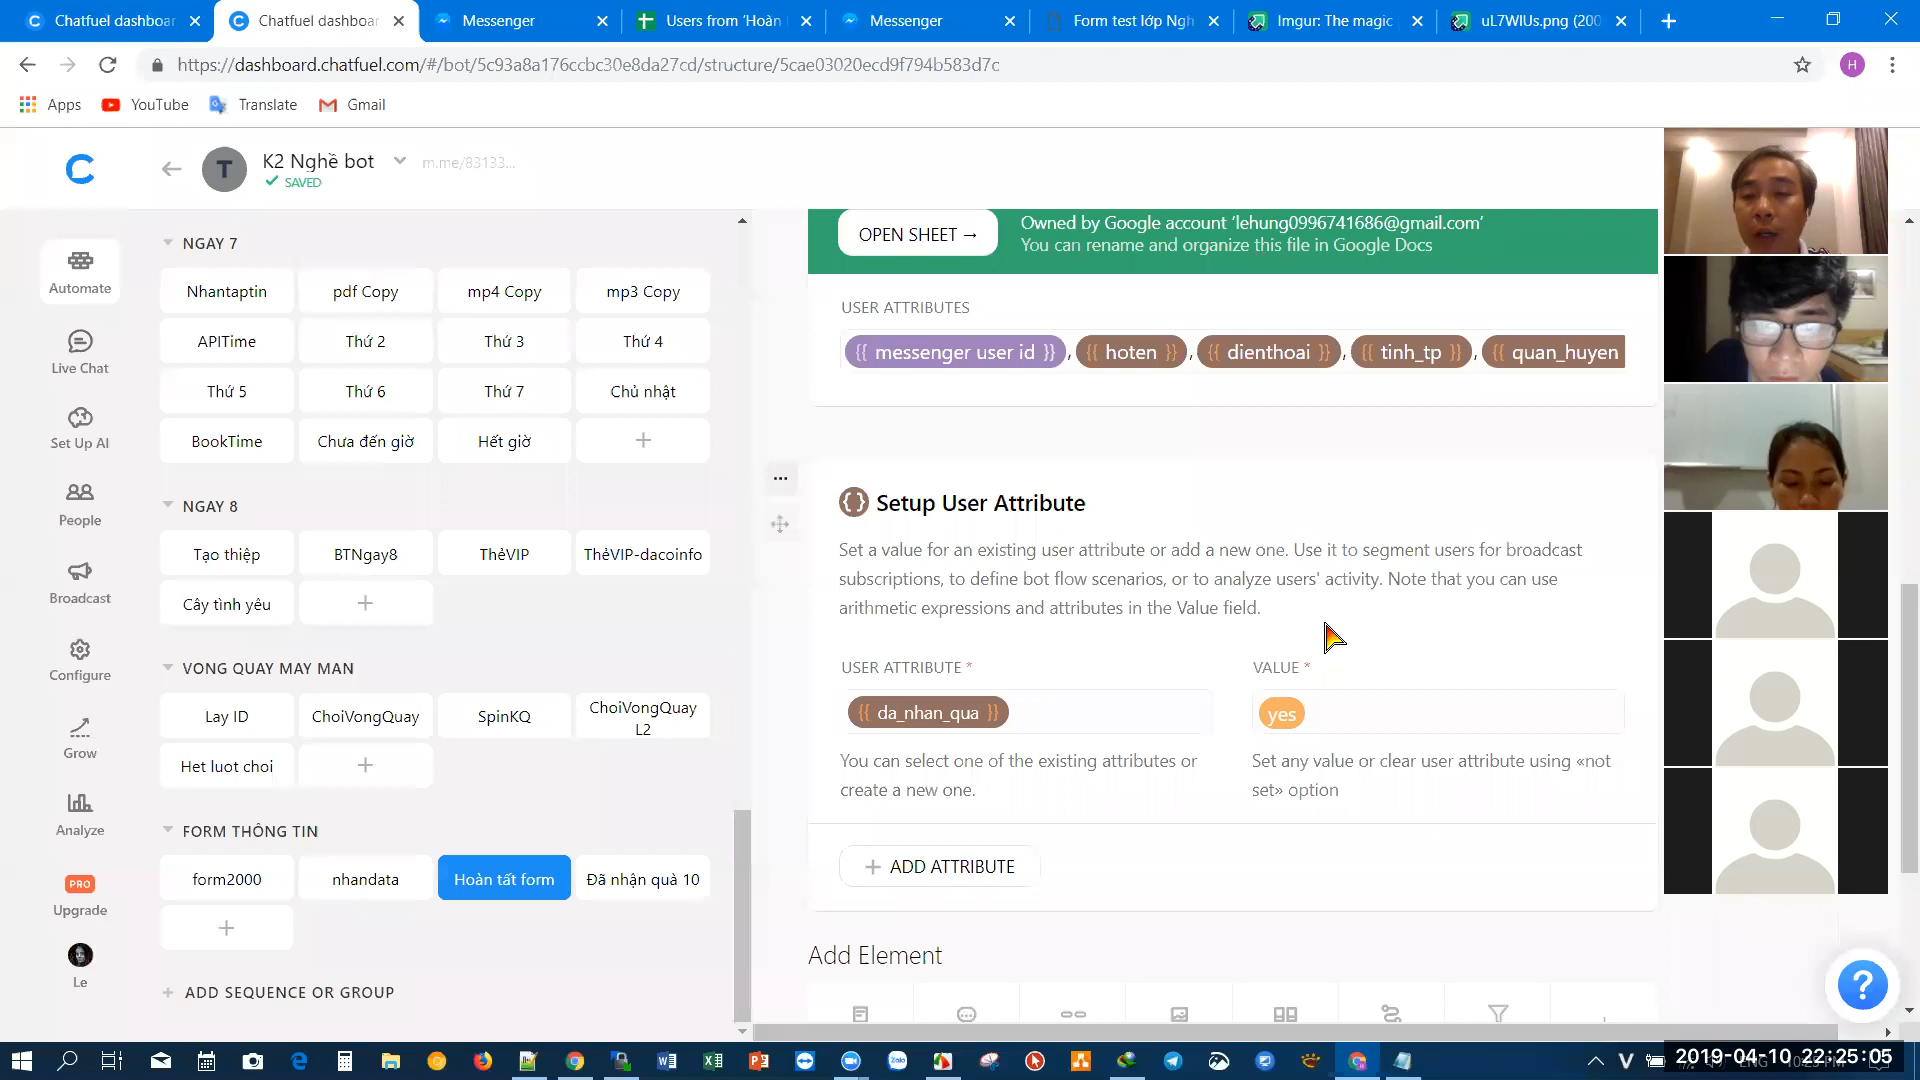 Chatfuel dashboar
Chatfuel dashboar
Messenger
Users from 'Hoàn
Messenger
Form test lớp Ngh
Imgur: The magic
uL7WIUs.png (200
https://dashboard.chatfuel.com/#/bot/5c93a8a176ccbc30e8da27cd/structure/5cae03020ecd9f794b583d7c
H
Apps
YouTube
Translate
Gmail
T
K2 Nghề bot
m.me/83133...
SAVED
Automate
Live Chat
Set Up AI
People
Broadcast
Configure
Grow
Analyze
PRO
Upgrade
Le
NGAY 7
Nhantaptin
pdf Copy
mp4 Copy
mp3 Copy
APITime
Thứ 2
Thứ 3
Thứ 4
Thứ 5
Thứ 6
Thứ 7
Chủ nhật
BookTime
Chưa đến giờ
Hết giờ
NGAY 8
Tạo thiệp
BTNgay8
ThẻVIP
ThẻVIP-dacoinfo
Cây tình yêu
VONG QUAY MAY MAN
Lay ID
ChoiVongQuay
SpinKQ
ChoiVongQuay
L2
Het luot choi
FORM THÔNG TIN
form2000
nhandata
Hoàn tất form
Đã nhận quà 10
+ ADD SEQUENCE OR GROUP
OPEN SHEET →
Owned by Google account 'lehung0996741686@gmail.com'
You can rename and organize this file in Google Docs
USER ATTRIBUTES
{{ messenger user id }}, {{ hoten }}, {{ dienthoai }}, {{ tinh_tp }}, {{ quan_huyen
Setup User Attribute
Set a value for an existing user attribute or add a new one. Use it to segment users for broadcast
subscriptions, to define bot flow scenarios, or to analyze users' activity. Note that you can use
arithmetic expressions and attributes in the Value field.
USER ATTRIBUTE *
VALUE *
{{ da_nhan_qua }}
yes
You can select one of the existing attributes or
create a new one.
Set any value or clear user attribute using «not
set» option
+ ADD ATTRIBUTE
Add Element
?
2019-04-10 22:25:05